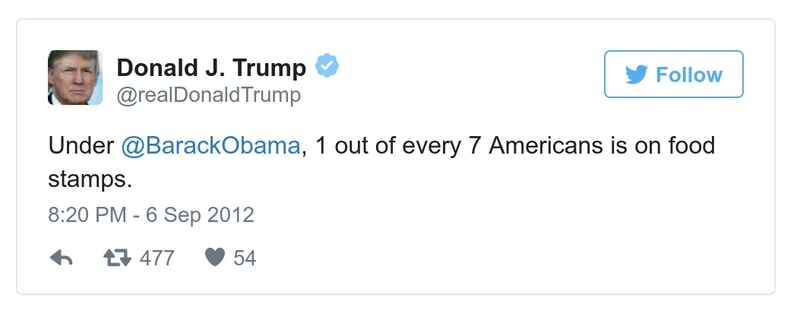 Donald J. Trump
@realDonaldTrump
Follow
Under @BarackObama, 1 out of every 7 Americans is on food
stamps.
8:20 PM - 6 Sep 2012
477 54